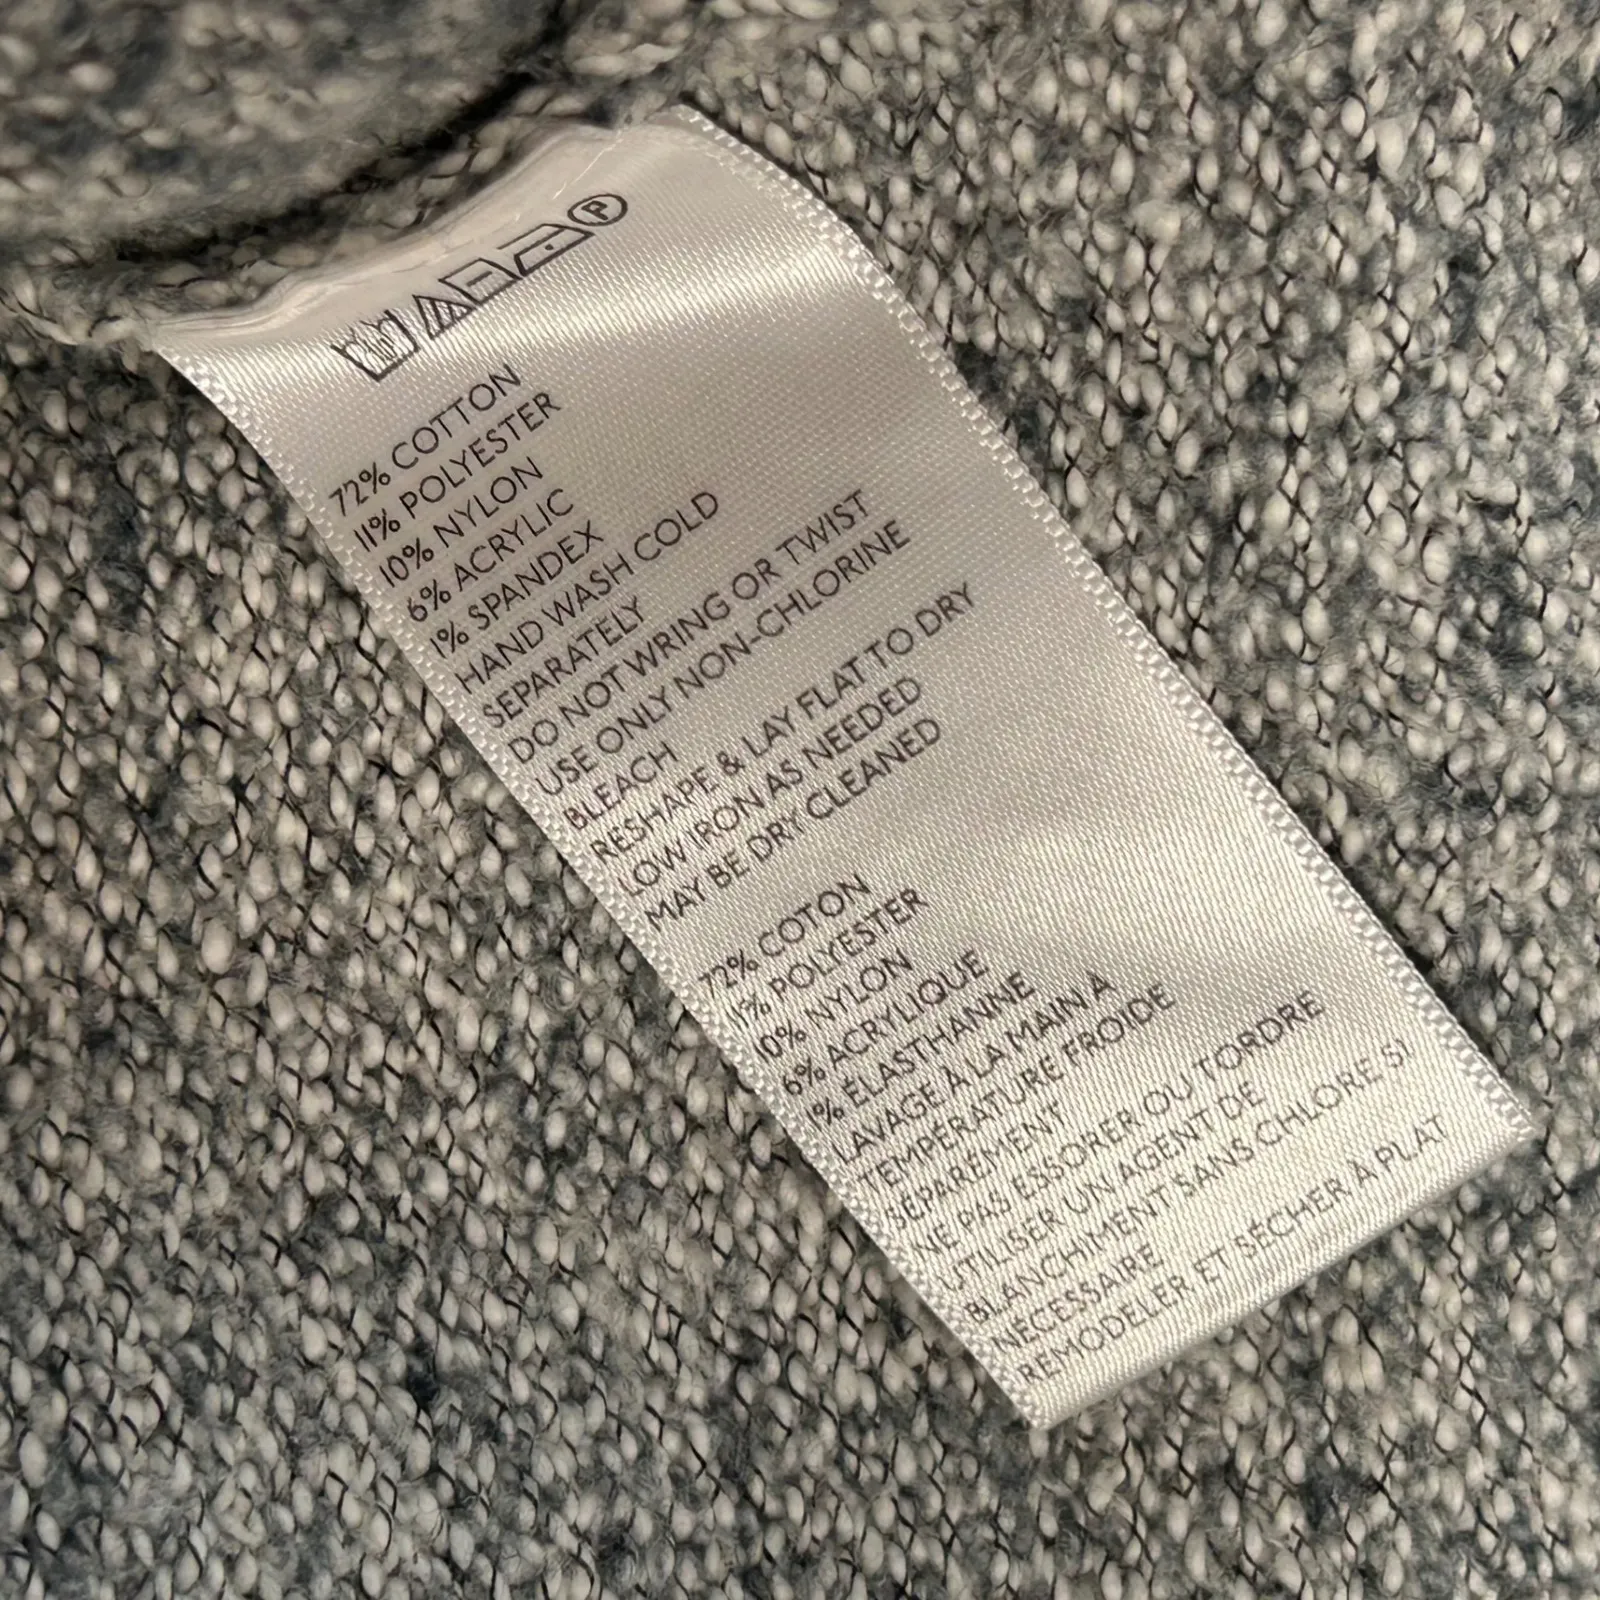 P
72% COTTON
11% POLYESTER
10% NYLON
6% ACRYLIC
1% SPANDEX
HAND WASH COLD
SEPARATELY
DO NOT WRING OR TWIST
USE ONLY NON-CHLORINE
BLEACH
RESHAPE & LAY FLAT TO DRY
LOW IRON AS NEEDED
MAY BE DRY CLEANED
72% COTON
11% POLYESTER
10% NYLON
6% ACRYLIQUE
1% ÉLASTHANNE
LAVAGE À LA MAIN À
TEMPÉRATURE FROIDE
SÉPARÉMENT
NE PAS ESSORER OU TORDRE
UTILISER UN AGENT DE
BLANCHIMENT SANS CHLORE SI
NÉCESSAIRE
REMODELER ET SÉCHER À PLAT